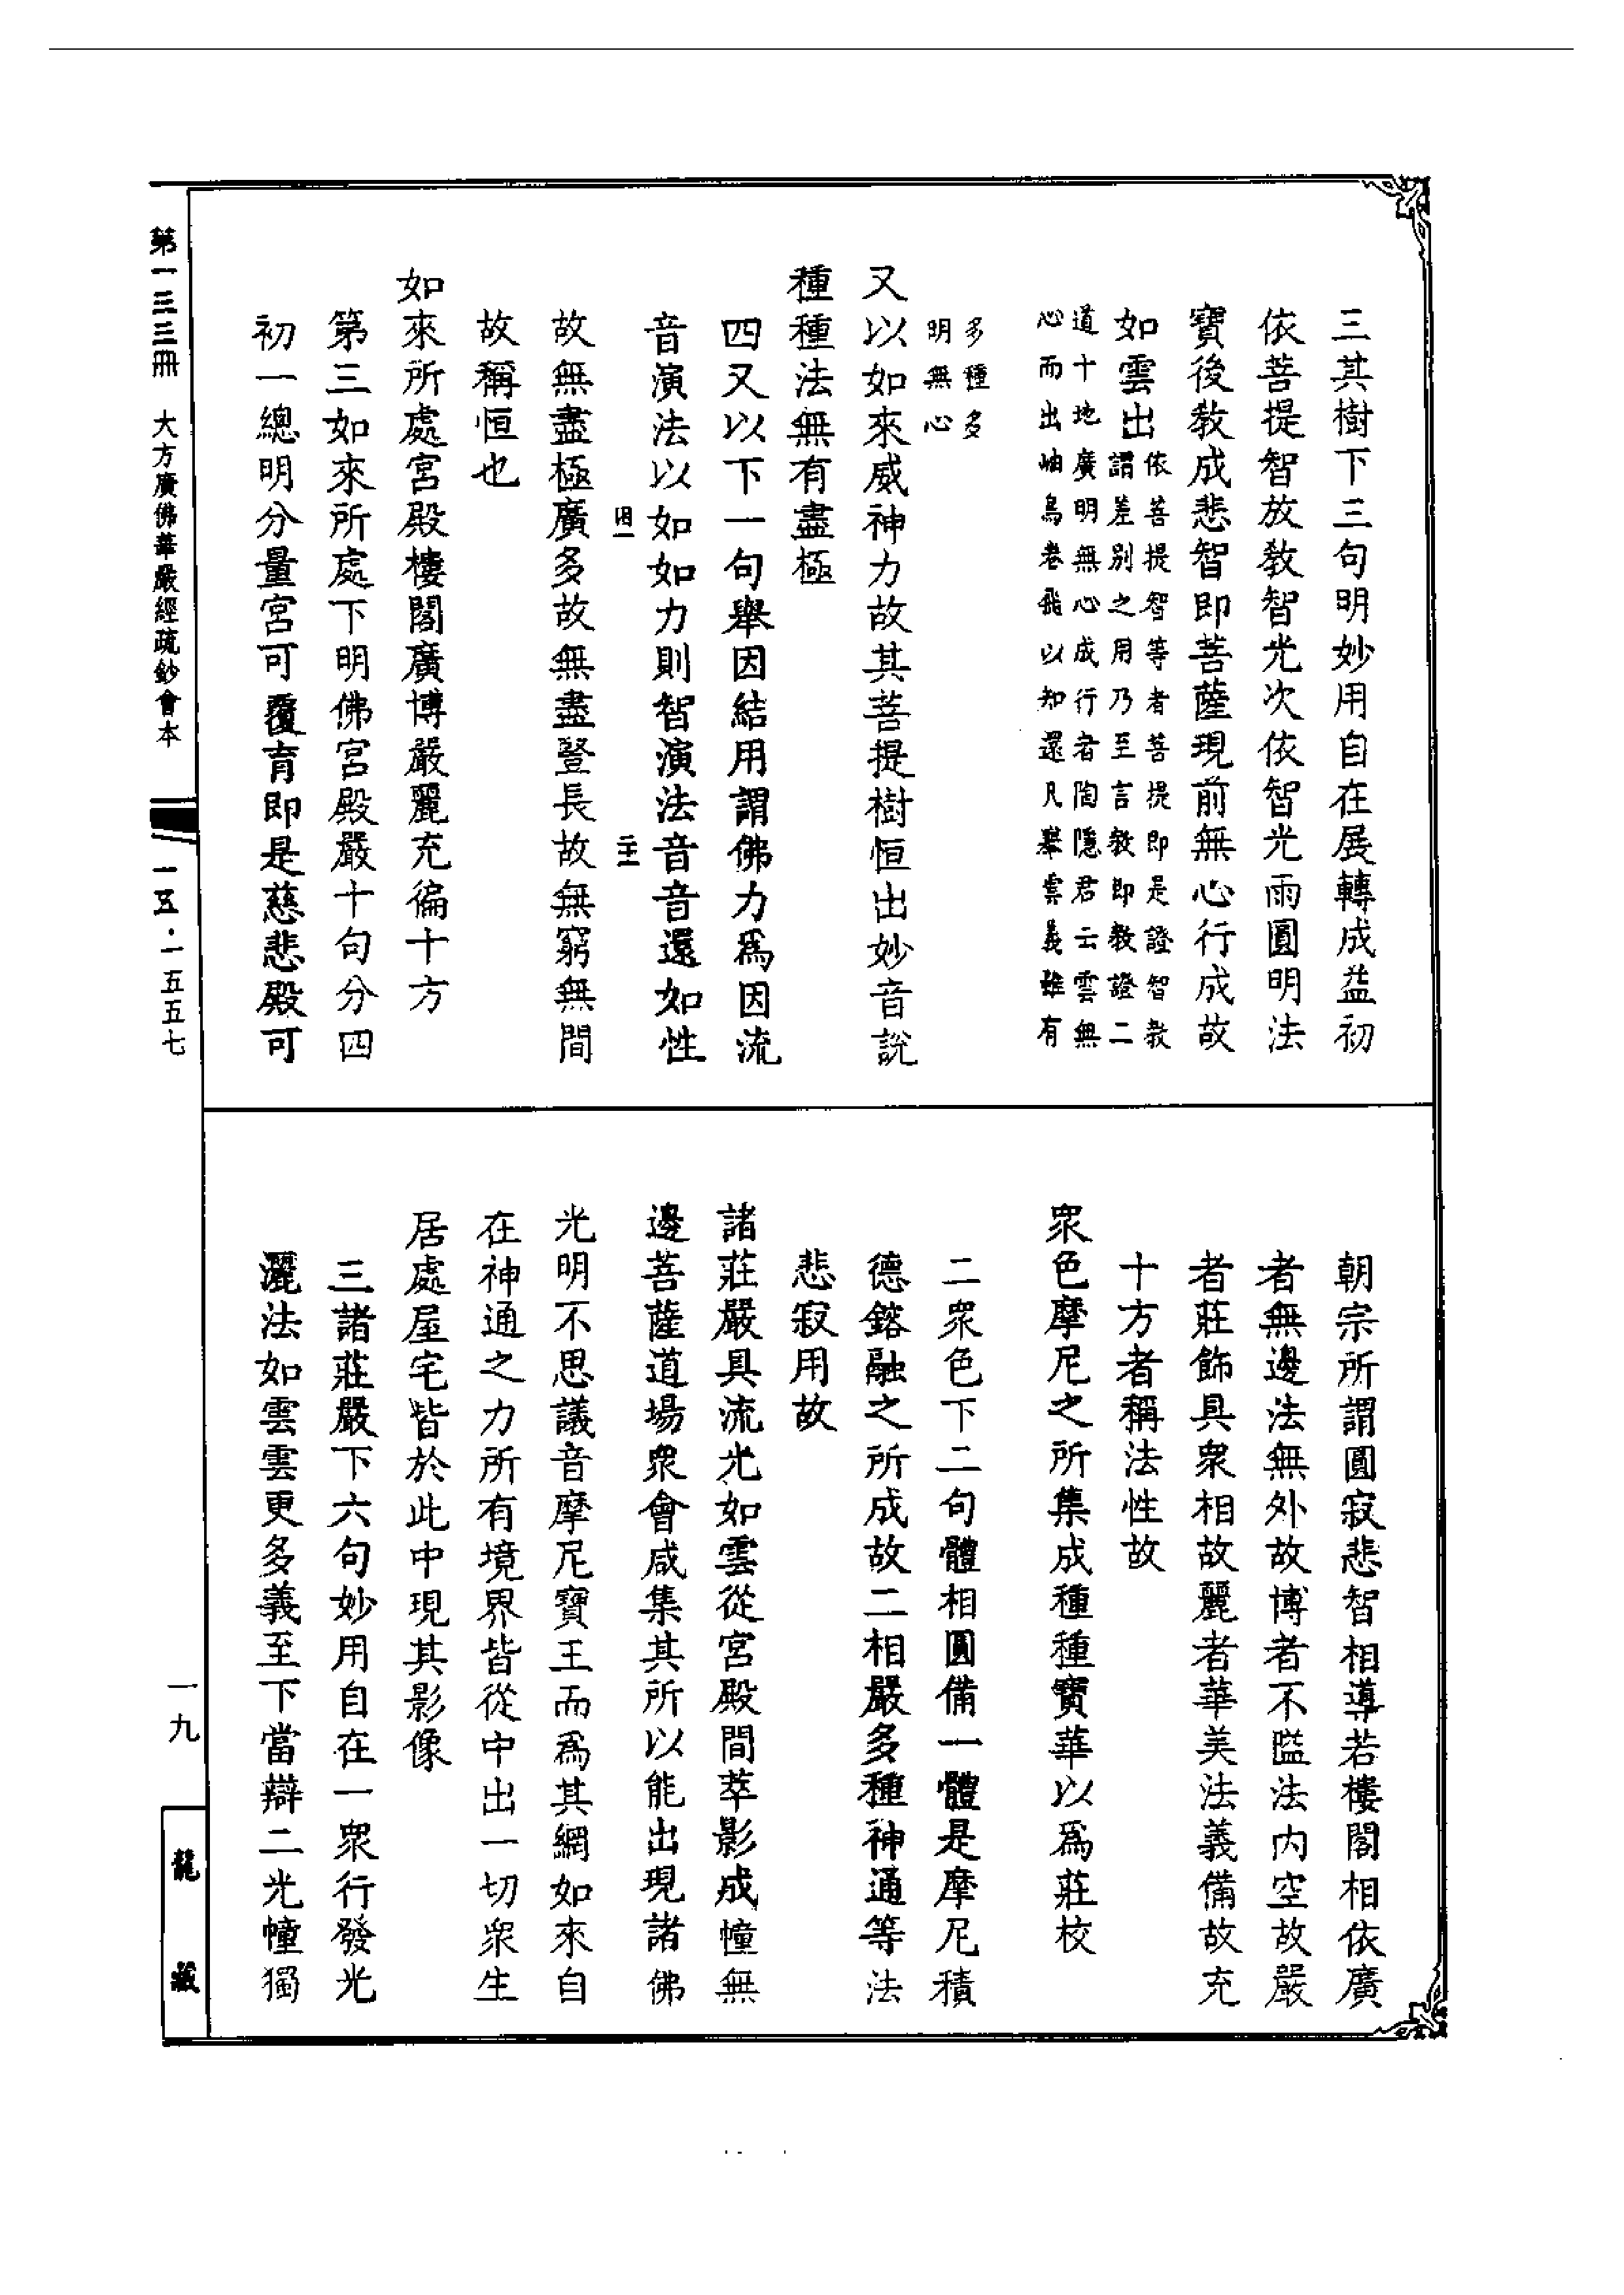 三其樹下三句明妙用自在展轉成益初
依菩提智放教智光次依智光雨圓明法
寶後教成悲智即菩薩現前無心行成故
如雲出
依菩提智等者菩提即是證智教
謂差別之用乃至言教即教證二
道十地廣明無心成行者陶隱君云雲無
心而出岫鳥卷飛以知還凡舉雲義雖有
多種多
明無心
又以如來威神力故其菩提樹恒出妙音說
種種法無有盡極
四又以下一句舉因結用謂佛力為因流
音演法以如如力則智演法音音還如性
故無盡極廣多故無盡豎長故無窮無間
故稱恒也
如來所處宮殿樓閣廣博嚴麗充徧十方
第三如來所處下明佛宮殿嚴十句分四
初一總明分量宮可覆育即是慈悲殿可
朝宗所謂圓寂悲智相導若樓閣相依廣
者無邊法無外故博者不隘法內空故嚴
者莊飾具眾相故麗者華美法義備故充
十方者稱法性故
眾色摩尼之所集成種種寶華以為莊校
二眾色下二句體相圓備一體是摩尼積
德鎔融之所成故二相嚴多種神通等法
悲寂用故
諸莊嚴具流光如雲從宮殿間萃影成幢無
邊菩薩道場眾會咸集其所以能出現諸佛
光明不思議音摩尼寶王而為其網如來自
在神通之力所有境界皆從中出一切眾生
居處屋宅皆於此中現其影像
三諸莊嚴下六句妙用自在一眾行發光
灑法如雲雲更多義至下當辯二光幢獨
第一三三冊　大方廣佛華嚴經疏鈔會本
一五·一五五七
一九
龍藏